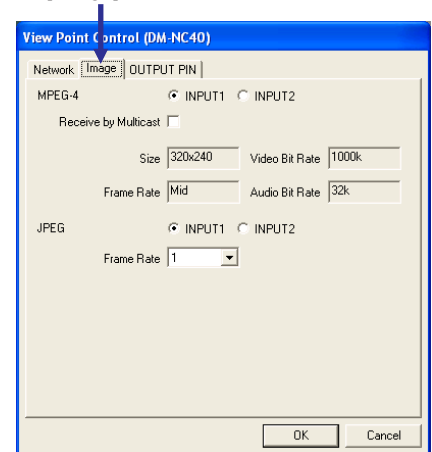 View Point Control (DM-NC40)
Network Image OUTPUT PIN
MPEG-4 INPUT1 INPUT2
Receive by Multicast
Size 320x240 Video Bit Rate 1000k
Frame Rate Mid Audio Bit Rate 32k
JPEG INPUT1 INPUT2
Frame Rate 1
OK Cancel